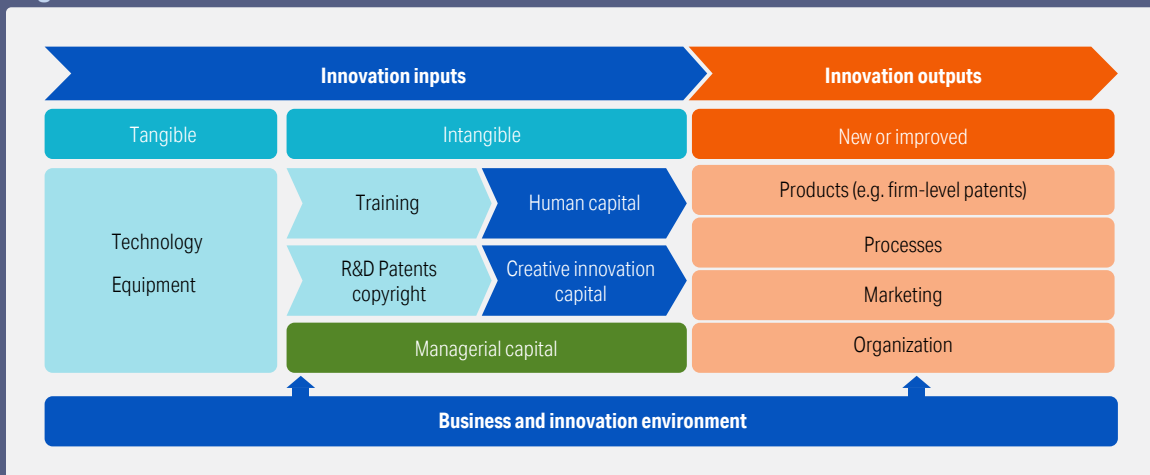 Innovation inputs
Innovation outputs
Tangible
Intangible
New or improved
Technology
Equipment
Training
Human capital
R&D Patents
copyright
Creative innovation
capital
Managerial capital
Products (e.g. firm-level patents)
Processes
Marketing
Organization
Business and innovation environment